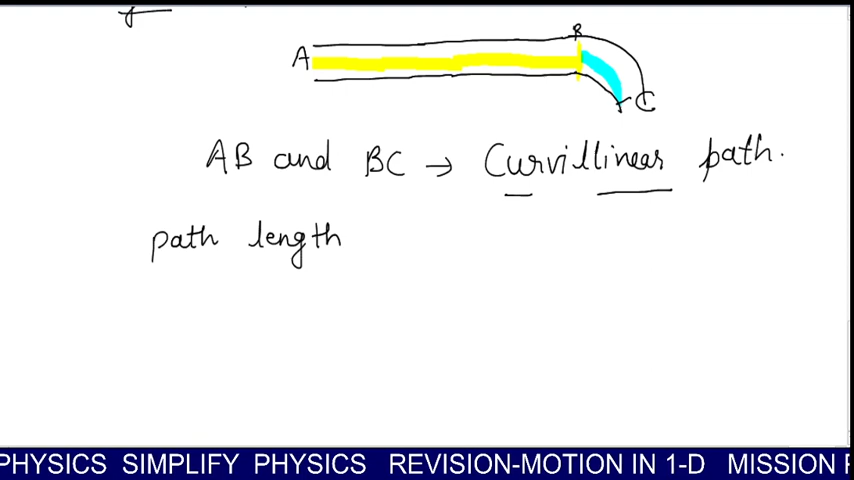 B
A
C
AB and BC → Curvillinear path.
path length
PHYSICS SIMPLIFY PHYSICS REVISION-MOTION IN 1-D MISSION